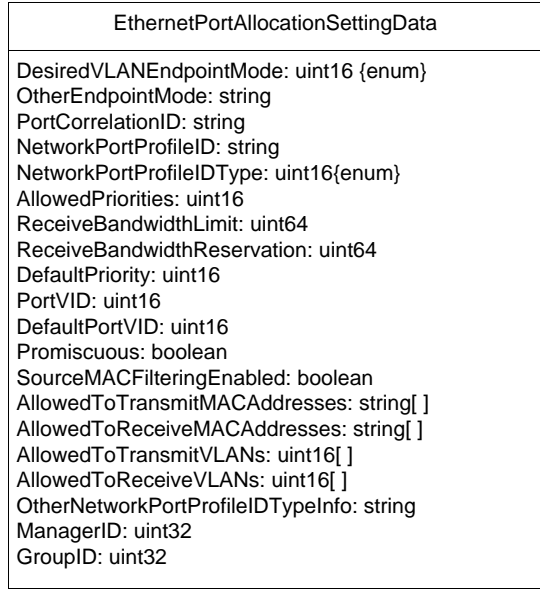 EthernetPortAllocationSettingData
DesiredVLANEndpointMode: uint16 {enum}
OtherEndpointMode: string
PortCorrelationID: string
NetworkPortProfileID: string
NetworkPortProfileIDType: uint16{enum}
AllowedPriorities: uint16
ReceiveBandwidthLimit: uint64
ReceiveBandwidthReservation: uint64
DefaultPriority: uint16
PortVID: uint16
DefaultPortVID: uint16
Promiscuous: boolean
SourceMACFilteringEnabled: boolean
AllowedToTransmitMACAddresses: string[ ]
AllowedToReceiveMACAddresses: string[ ]
AllowedToTransmitVLANs: uint16[ ]
AllowedToReceiveVLANs: uint16[ ]
OtherNetworkPortProfileIDTypeInfo: string
ManagerID: uint32
GroupID: uint32